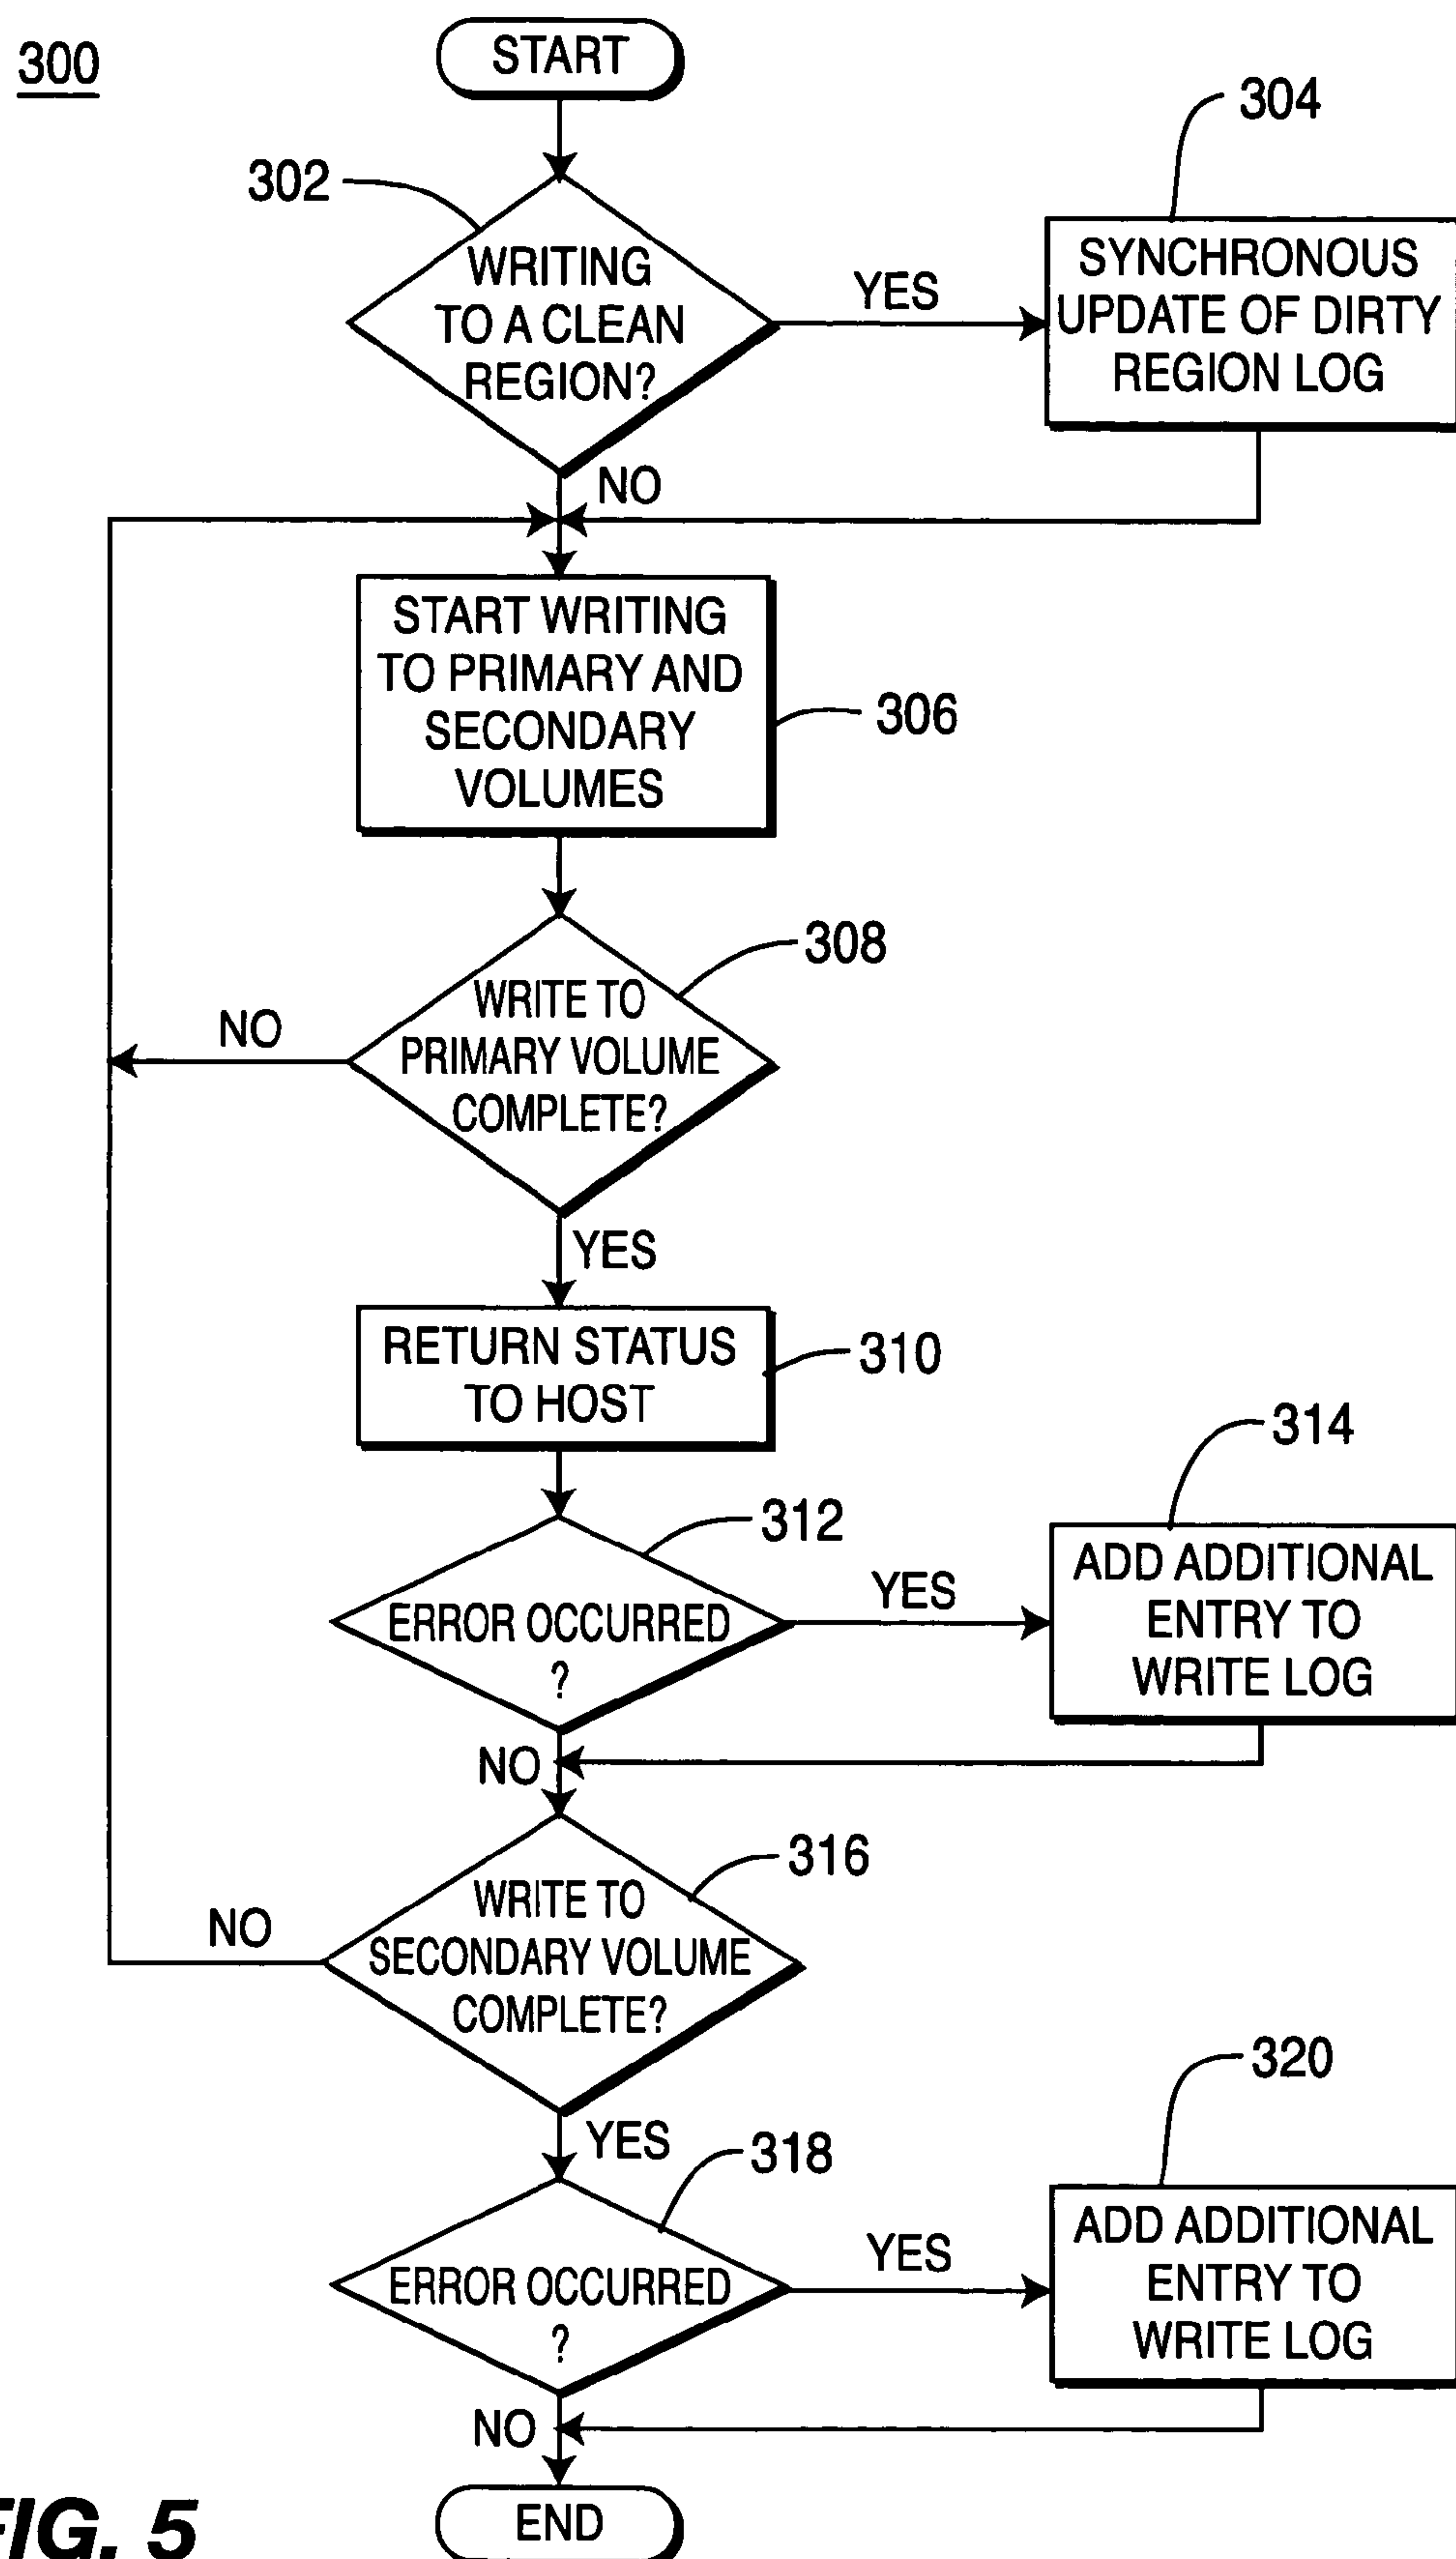 300
START
304
302
WRITING
TO A CLEAN
REGION?
YES
SYNCHRONOUS
UPDATE OF DIRTY
REGION LOG
NO
START WRITING
TO PRIMARY AND
SECONDARY
VOLUMES
306
308
WRITE TO
PRIMARY VOLUME
COMPLETE?
NO
YES
RETURN STATUS
TO HOST
310
314
312
ERROR OCCURRED
?
YES
ADD ADDITIONAL
ENTRY TO
WRITE LOG
NO
316
WRITE TO
SECONDARY VOLUME
COMPLETE?
NO
YES
320
318
ERROR OCCURRED
?
YES
ADD ADDITIONAL
ENTRY TO
WRITE LOG
NO
END
FIG. 5